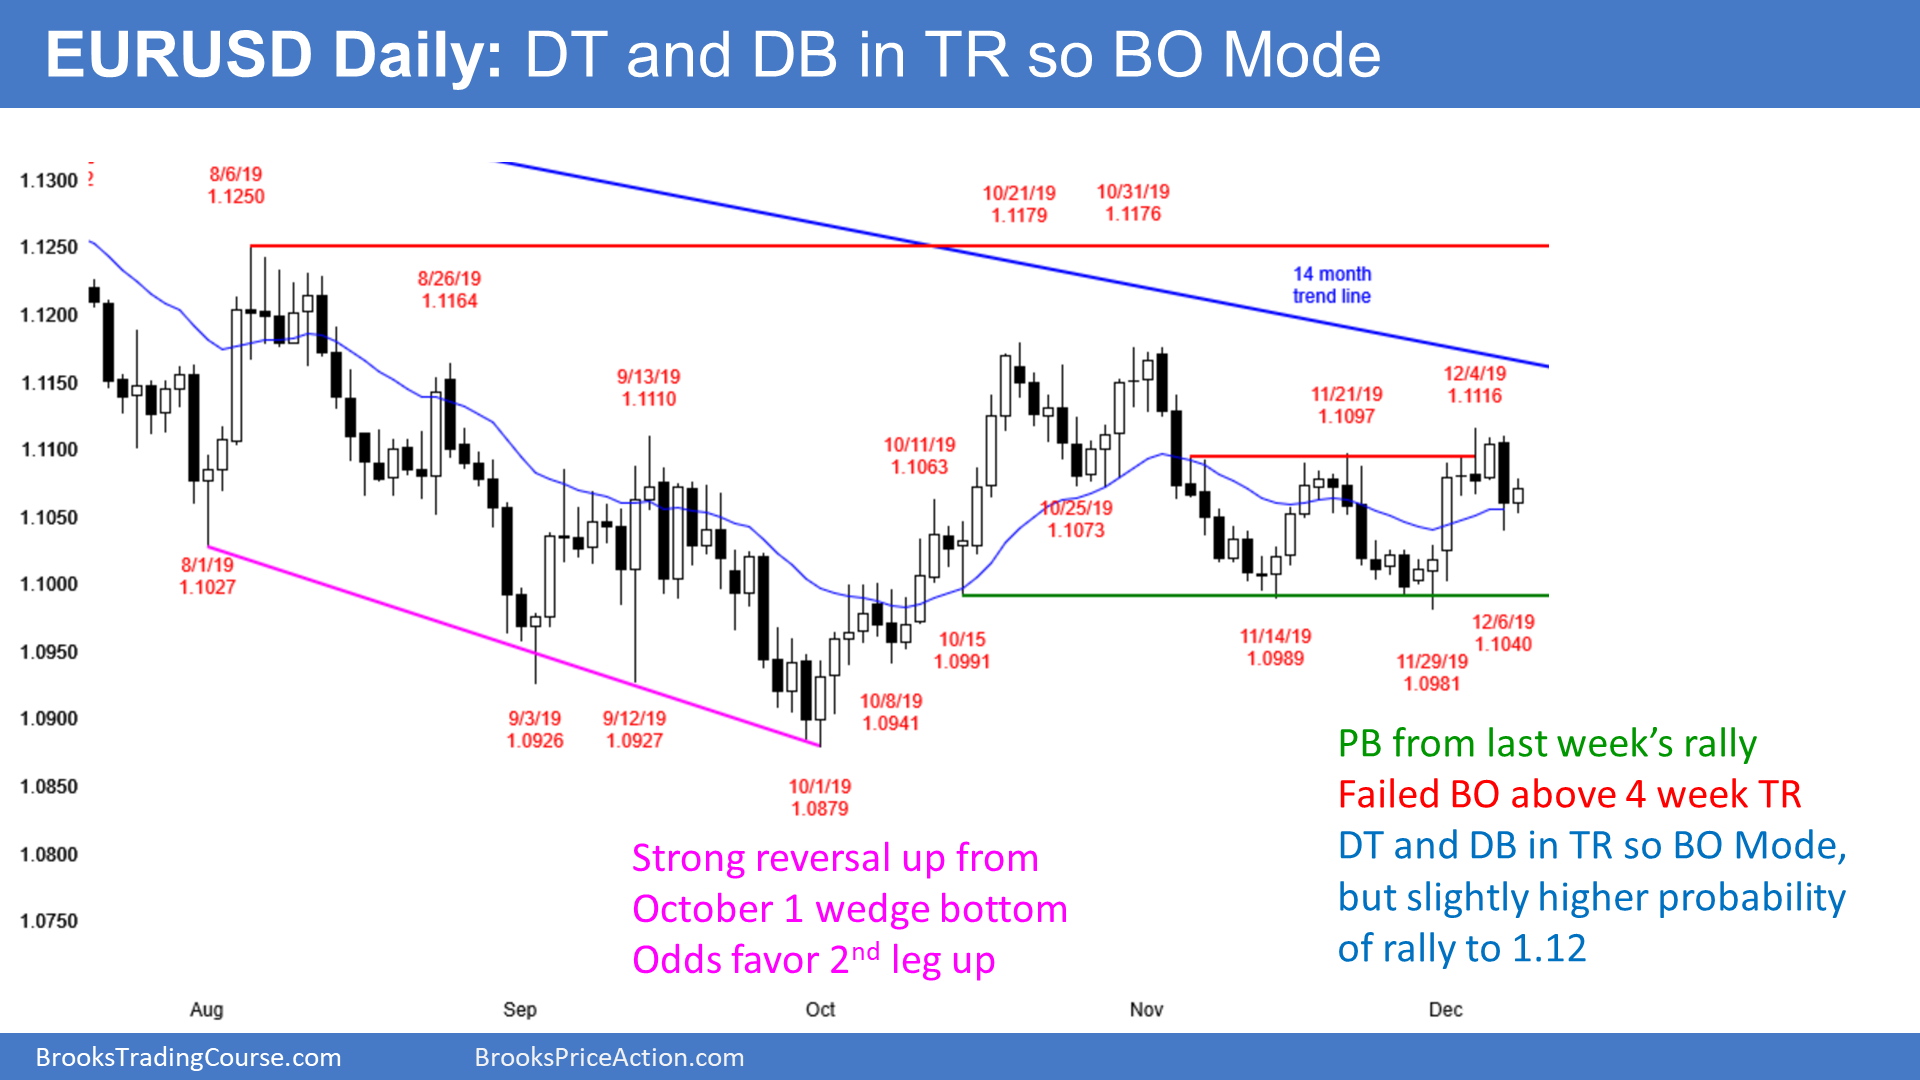 EURUSD Daily: DT and DB in TR so BO Mode
1.1300
1.1250
1.1200
1.1150
1.1100
1.1050
1.1000
1.0950
1.0900
1.0850
1.0800
1.0750
2
8/6/19
1.1250
8/26/19
1.1164
9/13/19
1.1110
10/11/19
1.1063
10/21/19
1.1179
10/31/19
1.1176
14 month
trend line
11/21/19
1.1097
12/4/19
1.1116
10/25/19
1.1073
8/1/19
1.1027
9/3/19
1.0926
9/12/19
1.0927
10/1/19
1.0879
10/8/19
1.0941
10/15
1.0991
11/14/19
1.0989
11/29/19
1.0981
12/6/19
1.1040
Strong reversal up from
October 1 wedge bottom
Odds favor 2nd leg up
PB from last week’s rally
Failed BO above 4 week TR
DT and DB in TR so BO Mode,
but slightly higher probability
of rally to 1.12
Aug
Sep
Oct
Nov
Dec
BrooksTradingCourse.com
BrooksPriceAction.com